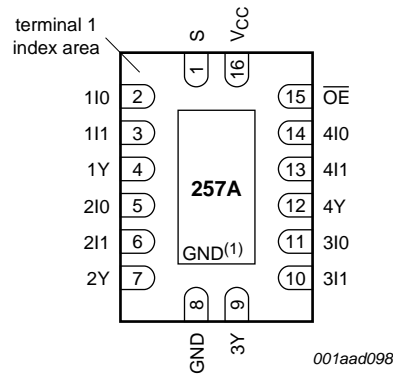 terminal 1
index area
S
VCC
1
16
1I0 2
15 OE
1I1 3
14 4I0
1Y 4
13 4I1
257A
2I0 5
12 4Y
2I1 6
11 3I0
GND(1)
2Y 7
10 3I1
8
9
GND
3Y
001aad098